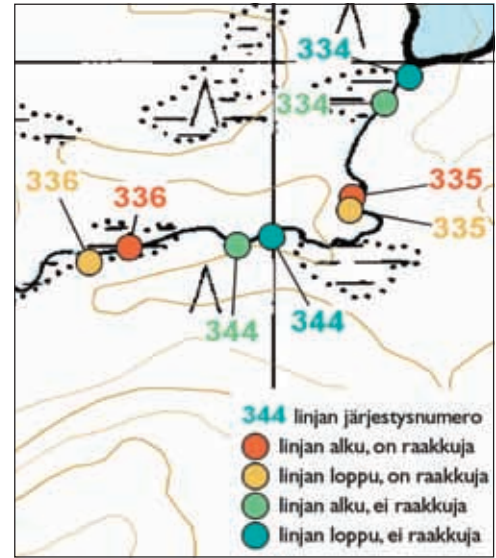 334
334
335
335
336
336
344
344
344 linjan järjestysnumero
linjan alku, on raakkuja
linjan loppu, on raakkuja
linjan alku, ei raakkuja
linjan loppu, ei raakkuja